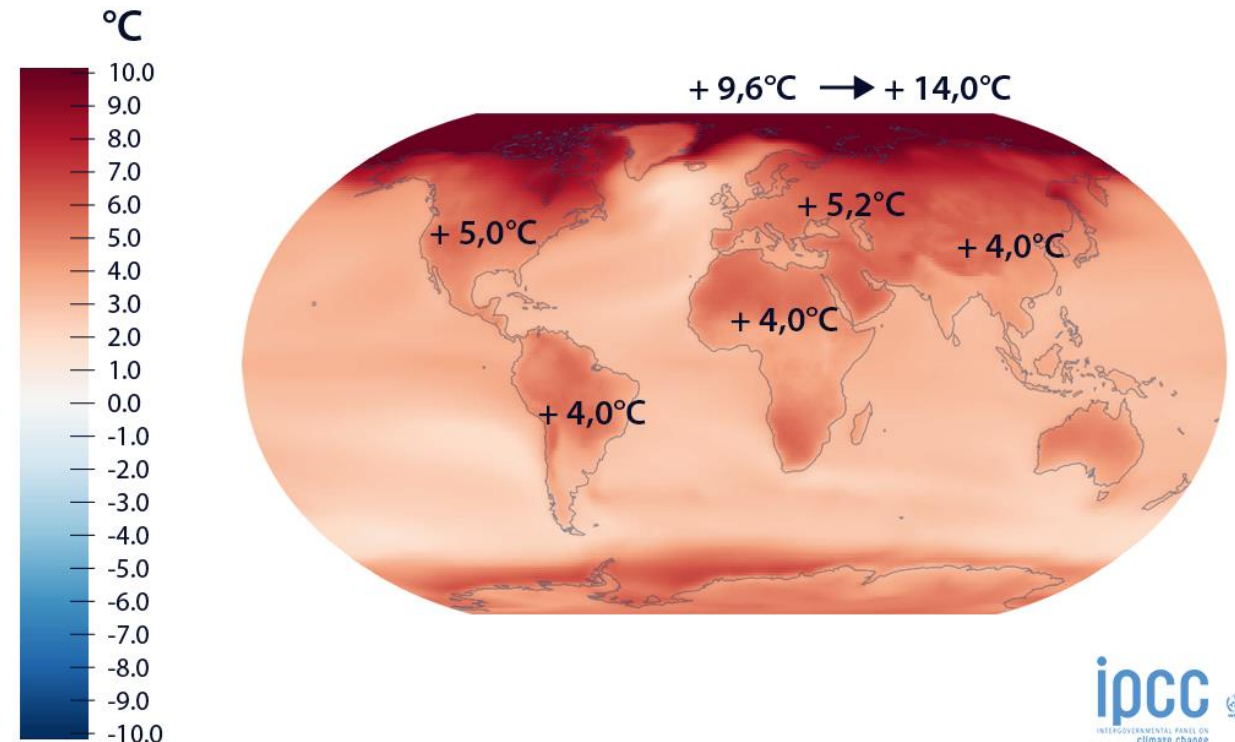 °C
10.0
9.0
8.0
7.0
6.0
5.0
4.0
3.0
2.0
1.0
0.0
-1.0
-2.0
-3.0
-4.0
-5.0
-6.0
-7.0
-8.0
-9.0
-10.0
+ 9,6°C → + 14,0°C
+ 5,0°C
+ 5,2°C
+ 4,0°C
+ 4,0°C
+ 4,0°C
ipcc
INTERGOVERNMENTAL PANEL ON
climate change